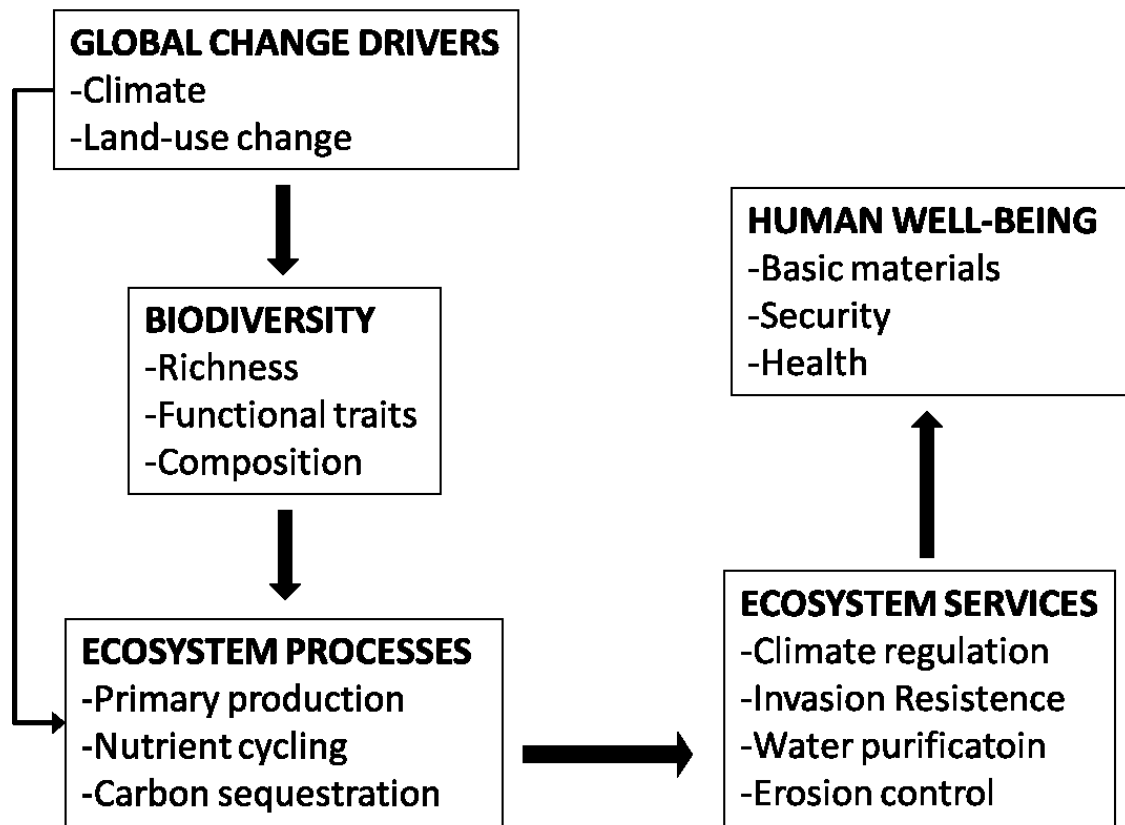 GLOBAL CHANGE DRIVERS
-Climate
-Land-use change
BIODIVERSITY
-Richness
-Functional traits
-Composition
ECOSYSTEM PROCESSES
-Primary production
-Nutrient cycling
-Carbon sequestration
ECOSYSTEM SERVICES
-Climate regulation
-Invasion Resistence
-Water purificatoin
-Erosion control
HUMAN WELL-BEING
-Basic materials
-Security
-Health